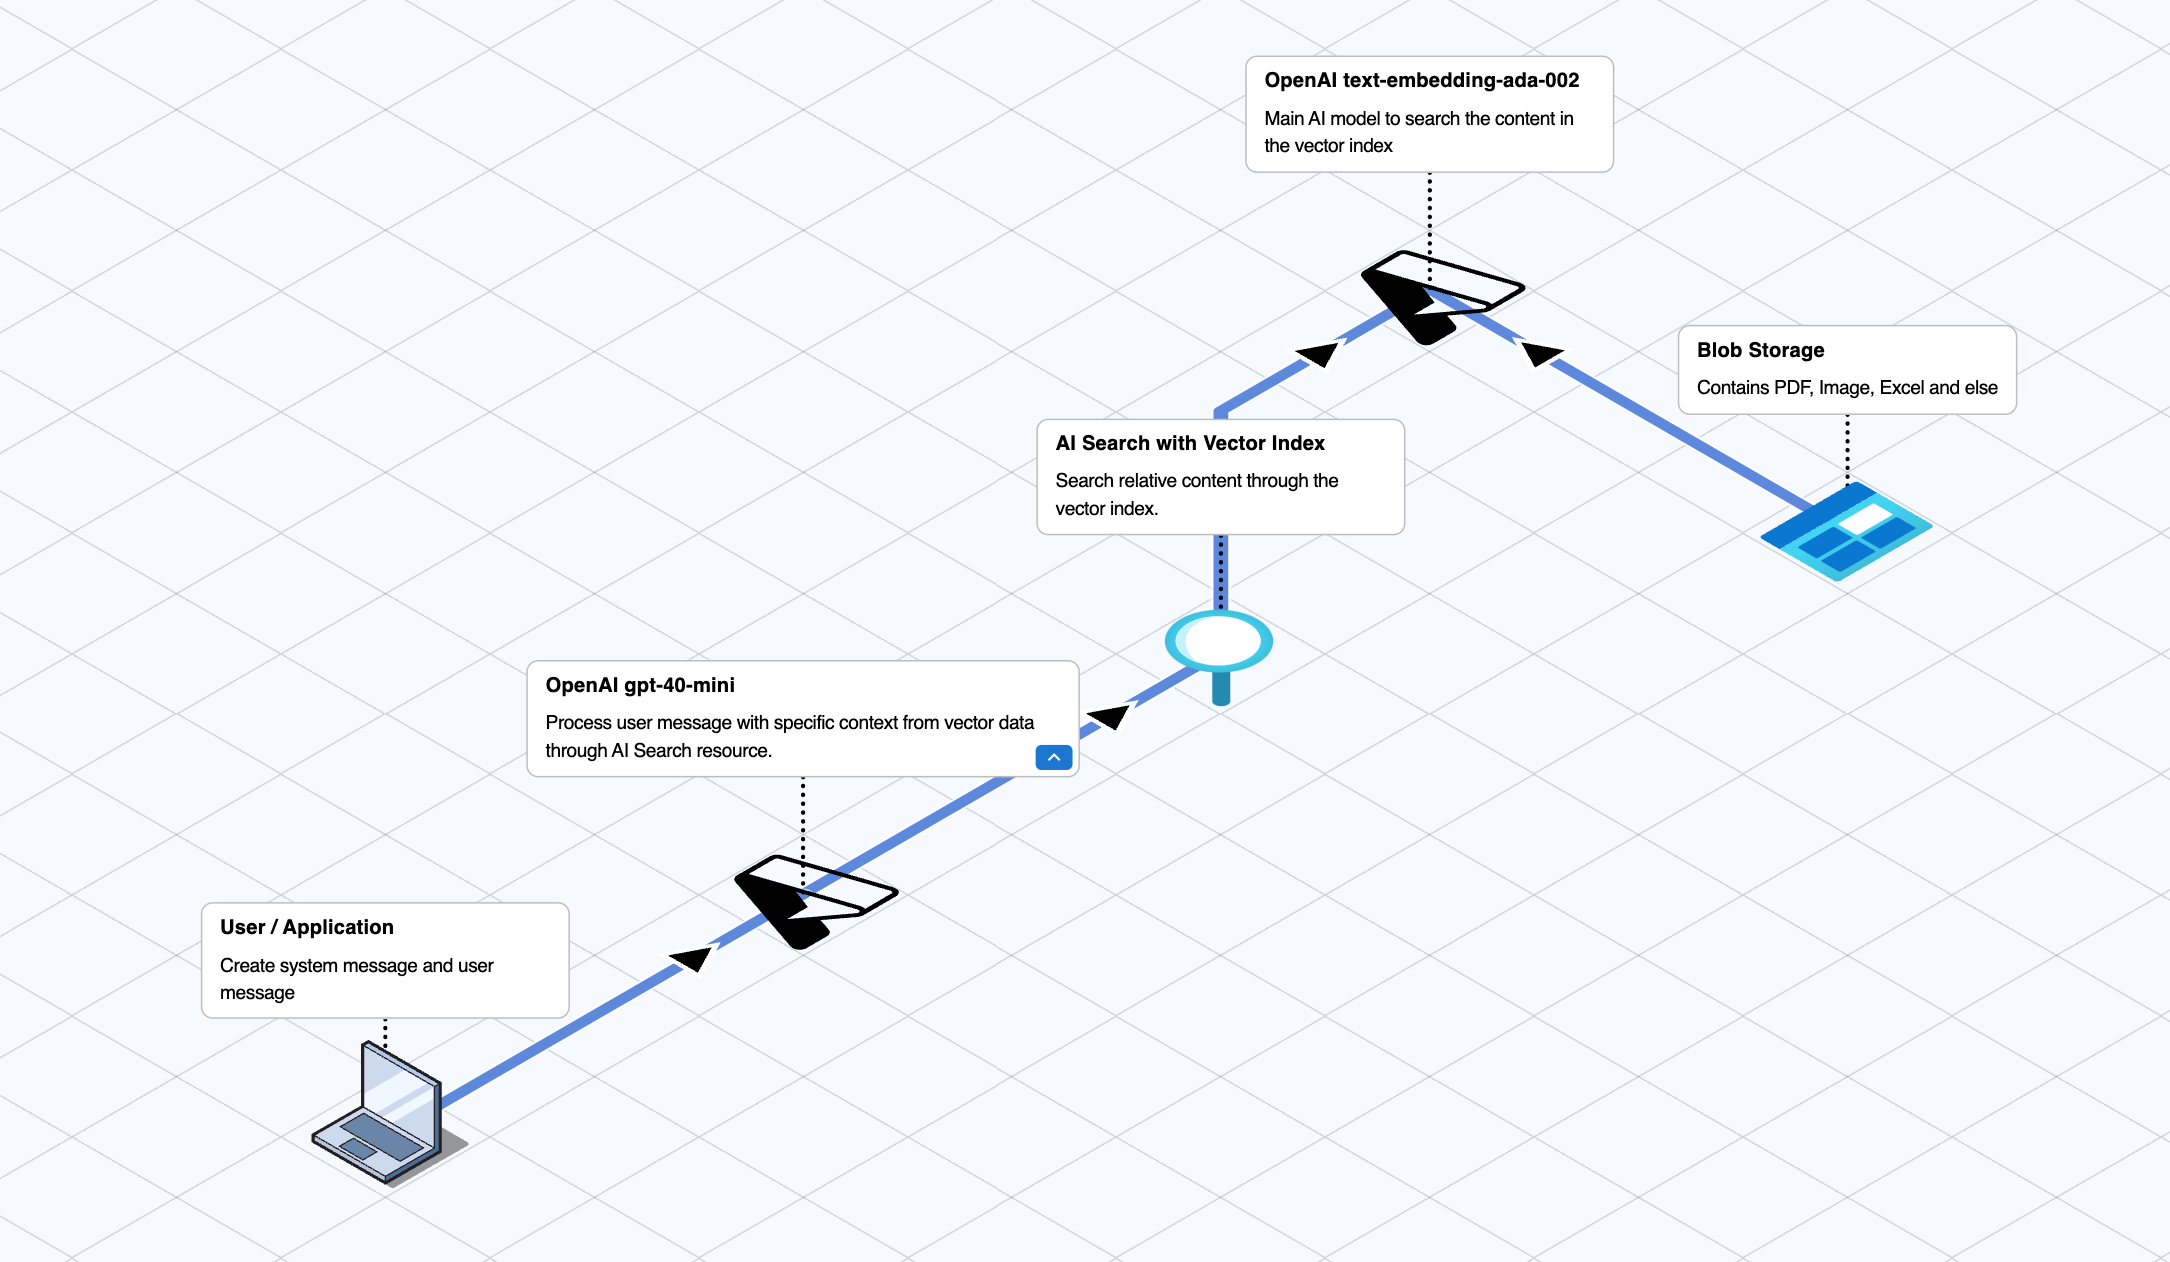 OpenAI text-embedding-ada-002
Main AI model to search the content in
the vector index
Blob Storage
Contains PDF, Image, Excel and else
AI Search with Vector Index
Search relative content through the
vector index.
OpenAI gpt-40-mini
Process user message with specific context from vector data
through AI Search resource.
User / Application
Create system message and user
message